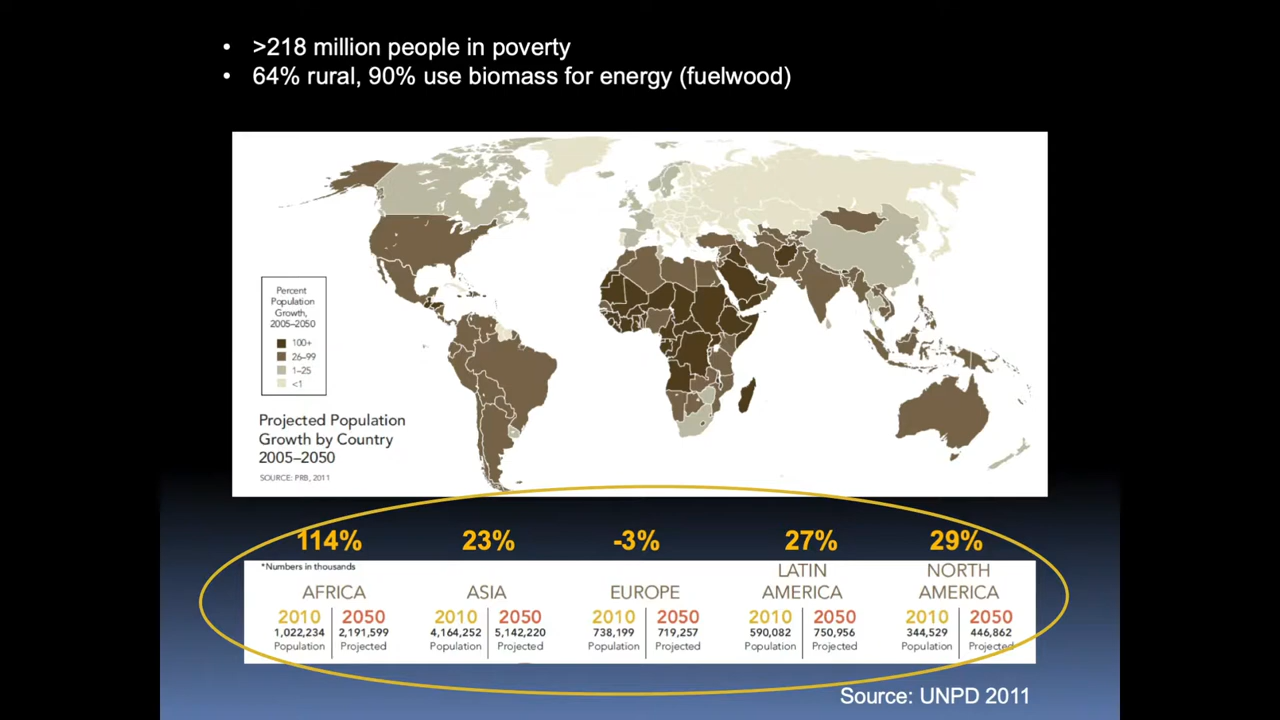 • >218 million people in poverty
• 64% rural, 90% use biomass for energy (fuelwood)
Percent
Population
Growth,
2005–2050
100+
26–99
1–25
<1
Projected Population
Growth by Country
2005–2050
SOURCE: PRB, 2011
114% 23% -3% 27% 29%
*Numbers in thousands
AFRICA ASIA EUROPE LATIN AMERICA NORTH AMERICA
2010 2050 2010 2050 2010 2050 2010 2050 2010 2050
1,022,234 2,191,599 4,164,252 5,142,220 738,199 719,257 590,082 750,956 344,529 446,862
Population Projected Population Projected Population Projected Population Projected Population Projected
Source: UNPD 2011